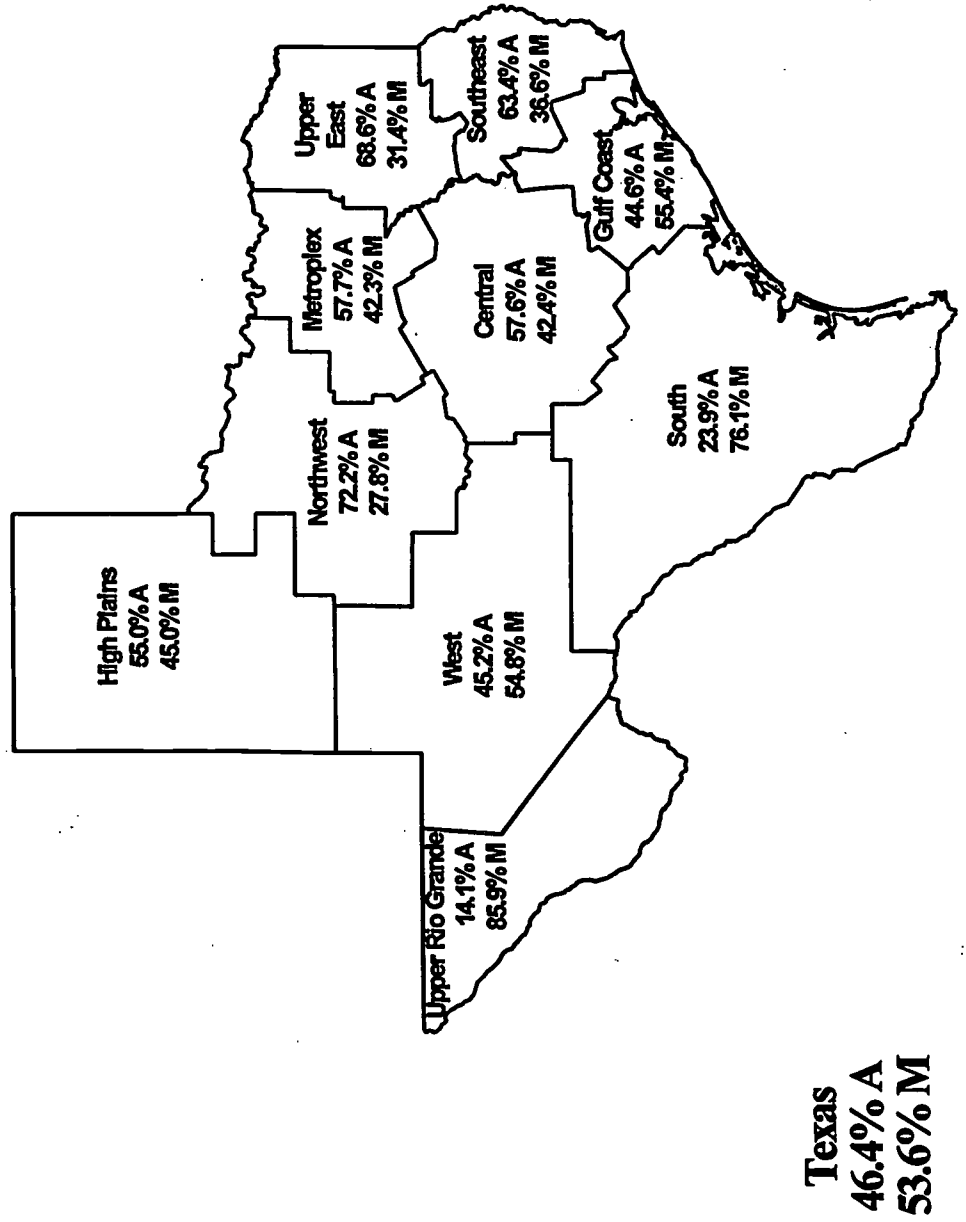 High Plains
55.0% A
45.0% M
Northwest
72.2% A
27.8% M
Metroplex
57.7% A
42.3% M
Upper
East
68.6% A
31.4% M
Southeast
63.4% A
36.6% M
Gulf Coast
44.6% A
55.4% M
Central
57.6% A
42.4% M
South
23.9% A
76.1% M
West
45.2% A
54.8% M
Upper Rio Grande
14.1% A
85.9% M
Texas
46.4% A
53.6% M